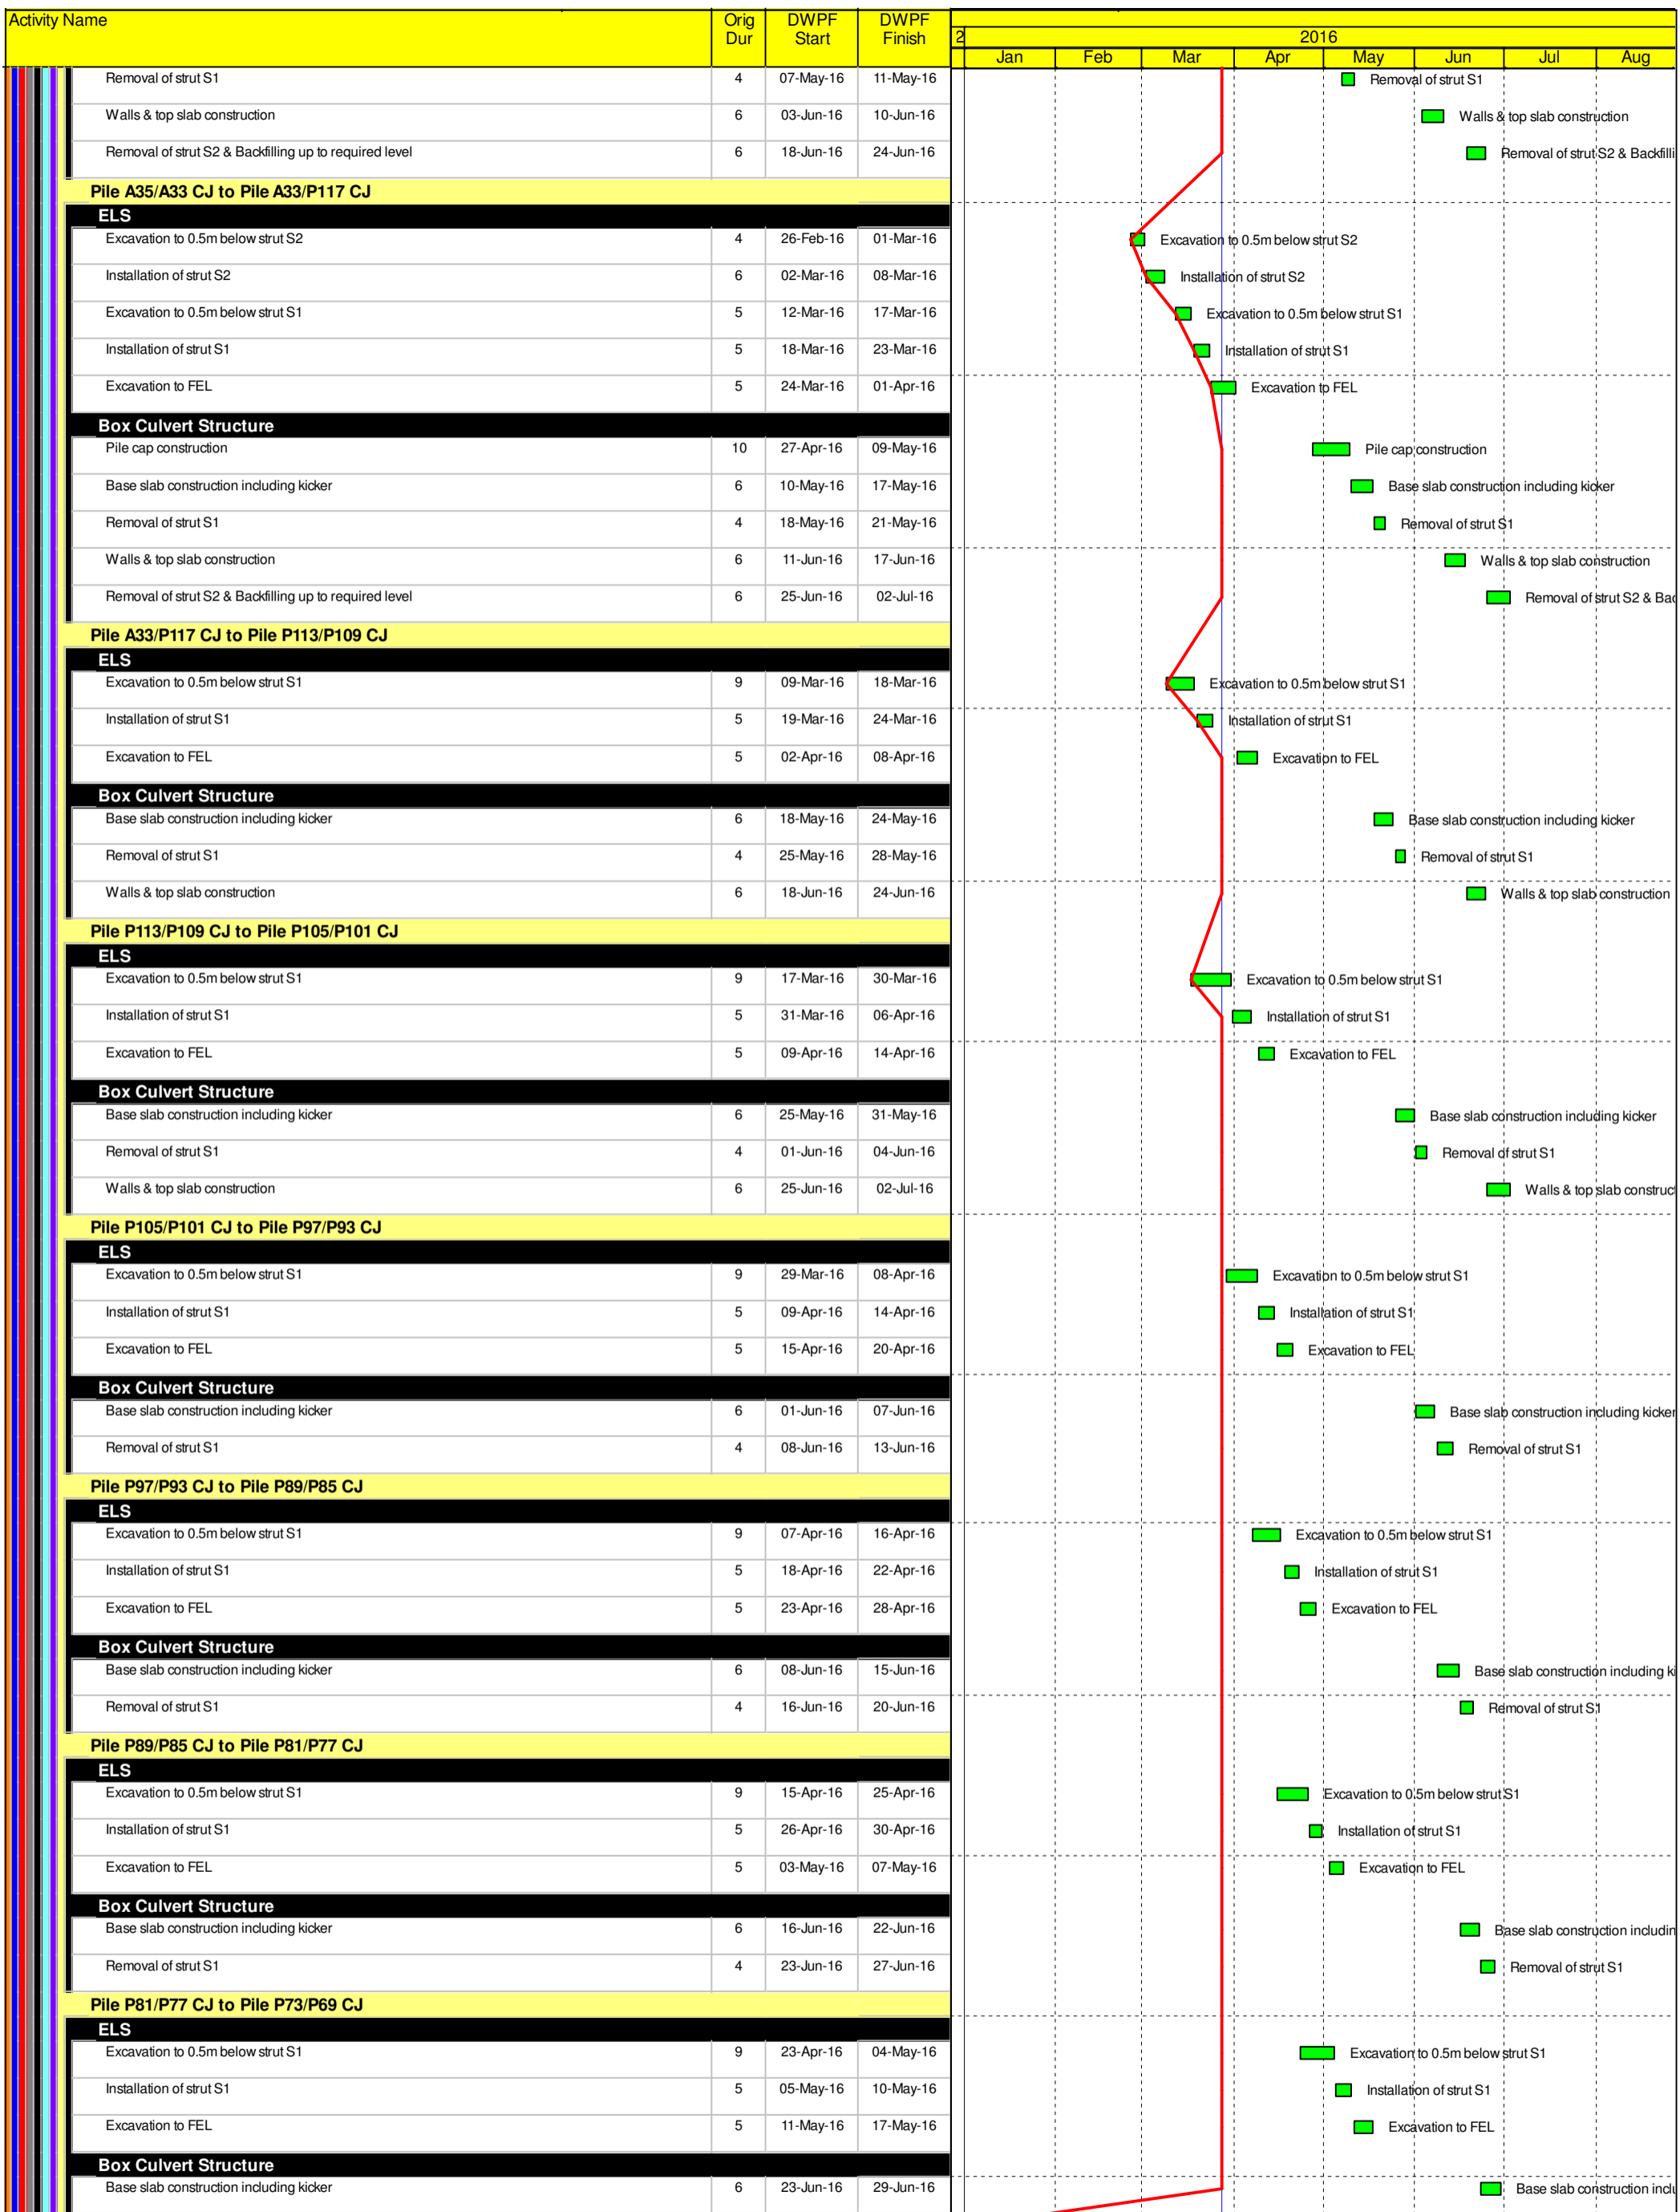 Activity Name Orig Dur DWPF Start DWPF Finish 2 2016
Jan Feb Mar Apr May Jun Jul Aug
Removal of strut S1 4 07-May-16 11-May-16 Removal of strut S1
Walls & top slab construction 6 03-Jun-16 10-Jun-16 Walls & top slab construction
Removal of strut S2 & Backfilling up to required level 6 18-Jun-16 24-Jun-16 Removal of strut S2 & Backfilli
Pile A35/A33 CJ to Pile A33/P117 CJ
ELS
Excavation to 0.5m below strut S2 4 26-Feb-16 01-Mar-16 Excavation to 0.5m below strut S2
Installation of strut S2 6 02-Mar-16 08-Mar-16 Installation of strut S2
Excavation to 0.5m below strut S1 5 12-Mar-16 17-Mar-16 Excavation to 0.5m below strut S1
Installation of strut S1 5 18-Mar-16 23-Mar-16 Installation of strut S1
Excavation to FEL 5 24-Mar-16 01-Apr-16 Excavation to FEL
Box Culvert Structure
Pile cap construction 10 27-Apr-16 09-May-16 Pile cap construction
Base slab construction including kicker 6 10-May-16 17-May-16 Base slab construction including kicker
Removal of strut S1 4 18-May-16 21-May-16 Removal of strut S1
Walls & top slab construction 6 11-Jun-16 17-Jun-16 Walls & top slab construction
Removal of strut S2 & Backfilling up to required level 6 25-Jun-16 02-Jul-16 Removal of strut S2 & Bac
Pile A33/P117 CJ to Pile P113/P109 CJ
ELS
Excavation to 0.5m below strut S1 9 09-Mar-16 18-Mar-16 Excavation to 0.5m below strut S1
Installation of strut S1 5 19-Mar-16 24-Mar-16 Installation of strut S1
Excavation to FEL 5 02-Apr-16 08-Apr-16 Excavation to FEL
Box Culvert Structure
Base slab construction including kicker 6 18-May-16 24-May-16 Base slab construction including kicker
Removal of strut S1 4 25-May-16 28-May-16 Removal of strut S1
Walls & top slab construction 6 18-Jun-16 24-Jun-16 Walls & top slab construction
Pile P113/P109 CJ to Pile P105/P101 CJ
ELS
Excavation to 0.5m below strut S1 9 17-Mar-16 30-Mar-16 Excavation to 0.5m below strut S1
Installation of strut S1 5 31-Mar-16 06-Apr-16 Installation of strut S1
Excavation to FEL 5 09-Apr-16 14-Apr-16 Excavation to FEL
Box Culvert Structure
Base slab construction including kicker 6 25-May-16 31-May-16 Base slab construction including kicker
Removal of strut S1 4 01-Jun-16 04-Jun-16 Removal of strut S1
Walls & top slab construction 6 25-Jun-16 02-Jul-16 Walls & top slab construct
Pile P105/P101 CJ to Pile P97/P93 CJ
ELS
Excavation to 0.5m below strut S1 9 29-Mar-16 08-Apr-16 Excavation to 0.5m below strut S1
Installation of strut S1 5 09-Apr-16 14-Apr-16 Installation of strut S1
Excavation to FEL 5 15-Apr-16 20-Apr-16 Excavation to FEL
Box Culvert Structure
Base slab construction including kicker 6 01-Jun-16 07-Jun-16 Base slab construction including kicker
Removal of strut S1 4 08-Jun-16 13-Jun-16 Removal of strut S1
Pile P97/P93 CJ to Pile P89/P85 CJ
ELS
Excavation to 0.5m below strut S1 9 07-Apr-16 16-Apr-16 Excavation to 0.5m below strut S1
Installation of strut S1 5 18-Apr-16 22-Apr-16 Installation of strut S1
Excavation to FEL 5 23-Apr-16 28-Apr-16 Excavation to FEL
Box Culvert Structure
Base slab construction including kicker 6 08-Jun-16 15-Jun-16 Base slab construction including ki
Removal of strut S1 4 16-Jun-16 20-Jun-16 Removal of strut S1
Pile P89/P85 CJ to Pile P81/P77 CJ
ELS
Excavation to 0.5m below strut S1 9 15-Apr-16 25-Apr-16 Excavation to 0.5m below strut S1
Installation of strut S1 5 26-Apr-16 30-Apr-16 Installation of strut S1
Excavation to FEL 5 03-May-16 07-May-16 Excavation to FEL
Box Culvert Structure
Base slab construction including kicker 6 16-Jun-16 22-Jun-16 Base slab construction includin
Removal of strut S1 4 23-Jun-16 27-Jun-16 Removal of strut S1
Pile P81/P77 CJ to Pile P73/P69 CJ
ELS
Excavation to 0.5m below strut S1 9 23-Apr-16 04-May-16 Excavation to 0.5m below strut S1
Installation of strut S1 5 05-May-16 10-May-16 Installation of strut S1
Excavation to FEL 5 11-May-16 17-May-16 Excavation to FEL
Box Culvert Structure
Base slab construction including kicker 6 23-Jun-16 29-Jun-16 Base slab construction inclu